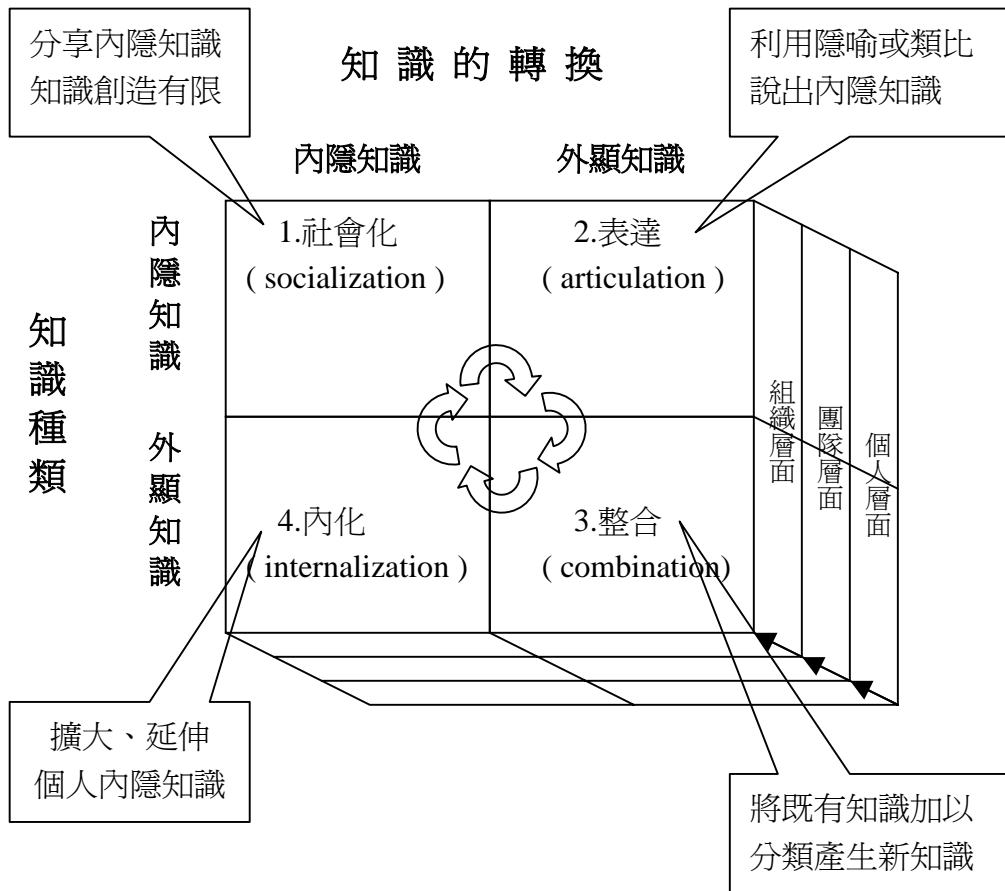 分享內隱知識
知識創造有限
知識的轉換
利用隱喻或類比
說出內隱知識
內隱知識
外顯知識
知識種類
內隱知識
外顯知識
1.社會化
( socialization )
2.表達
( articulation )
4.內化
( internalization )
3.整合
( combination)
組織層面
團隊層面
個人層面
擴大、延伸
個人內隱知識
將既有知識加以
分類產生新知識